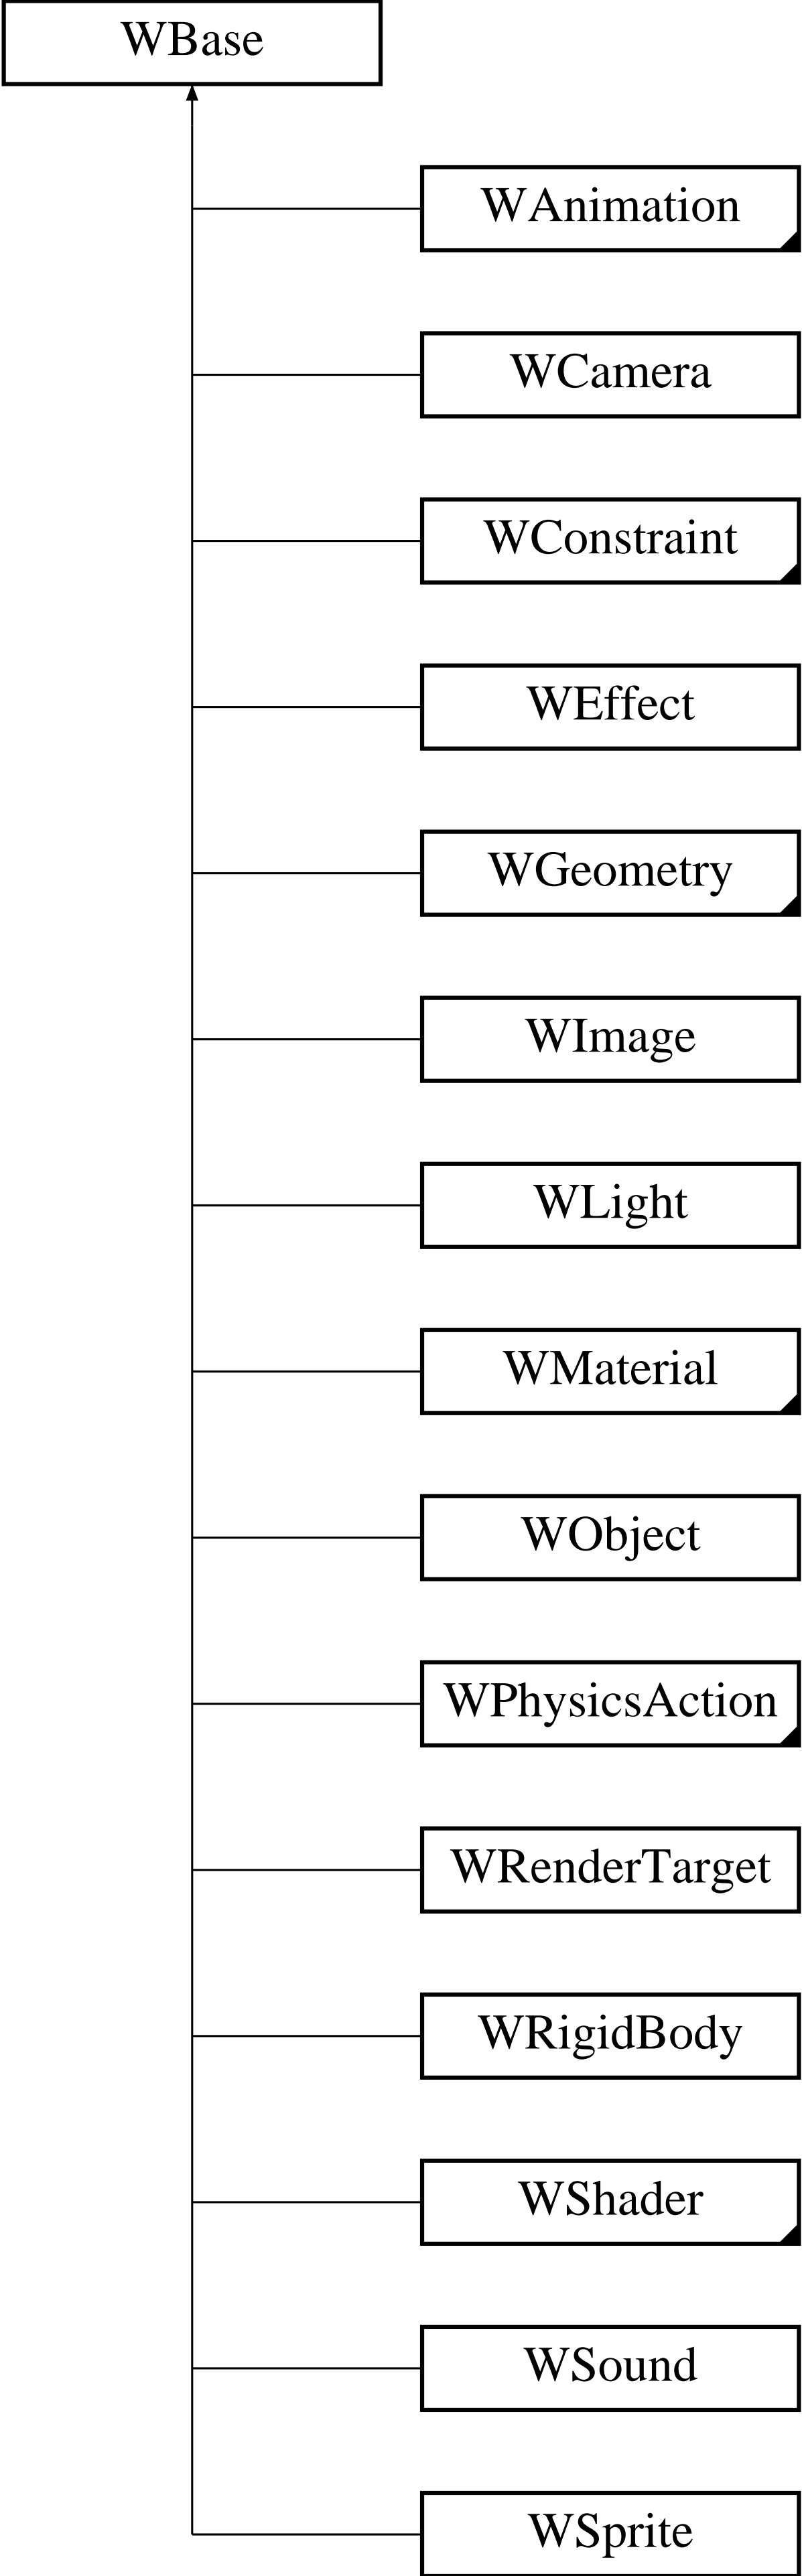 WBase
WAnimation
WCamera
WConstraint
WEffect
WGeometry
WImage
WLight
WMaterial
WObject
WPhysicsAction
WRenderTarget
WRigidBody
WShader
WSound
WSprite